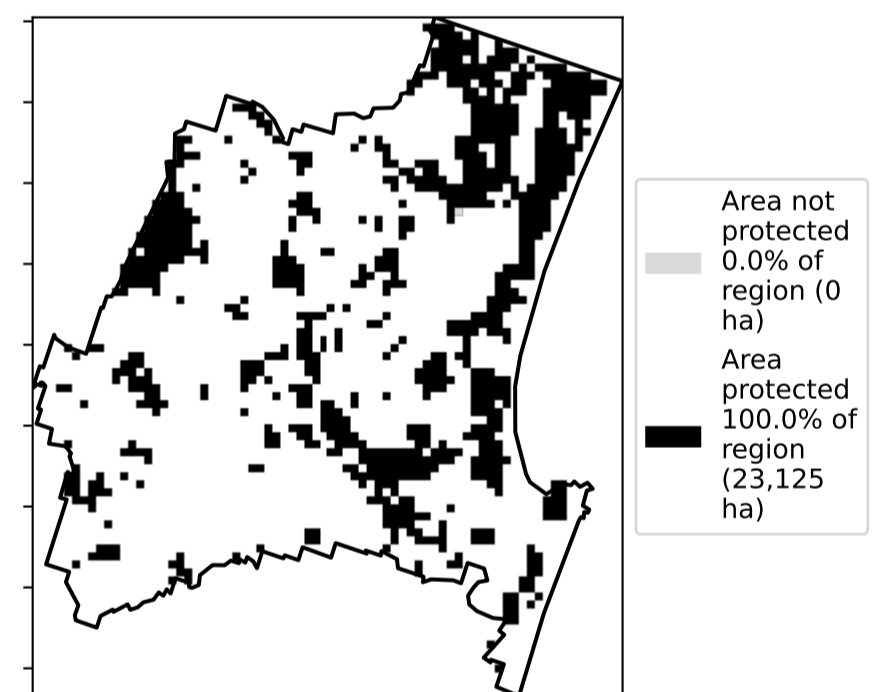 Area not
protected
0.0% of
region (0
ha)
Area
protected
100.0% of
region
(23,125
ha)